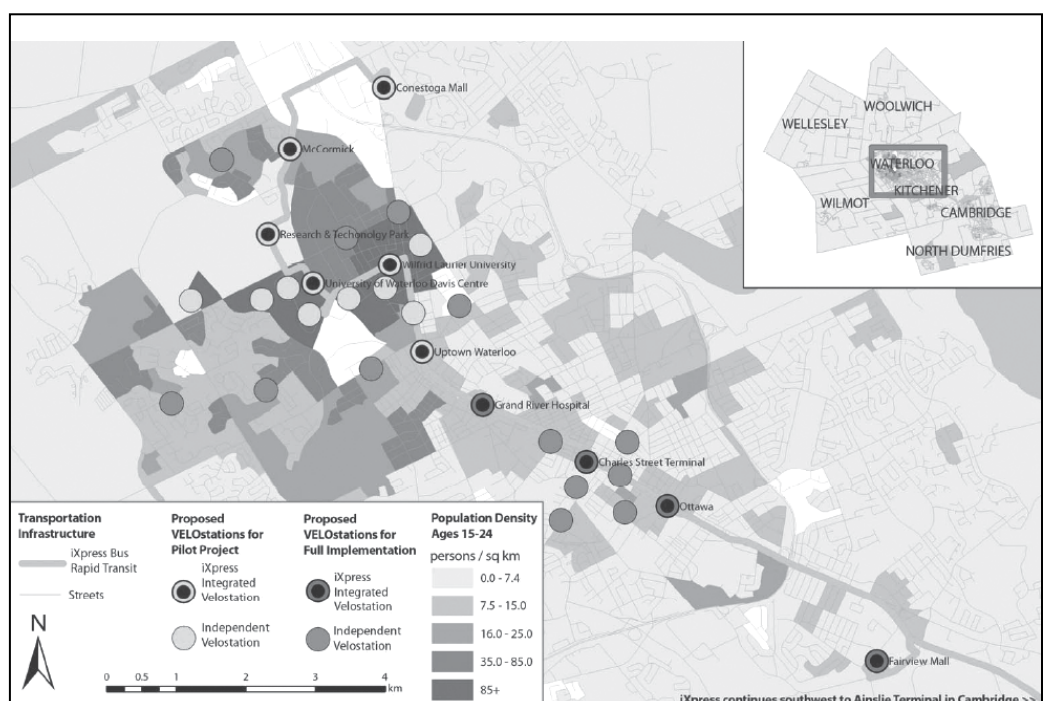 Conestoga Mall
McCormick
Research & Techonolgy Park
Wilfrid Laurier University
University of Waterloo Davis Centre
Uptown Waterloo
Grand River Hospital
Charles Street Terminal
Ottawa
Fairview Mall
iXpress continues southwest to Ainslie Terminal in Cambridge >>
WOOLWICH
WELLESLEY
WATERLOO
KITCHENER
WILMOT
CAMBRIDGE
NORTH DUMFRIES
Transportation
Infrastructure
iXpress Bus
Rapid Transit
Streets
N
Proposed
VELOstations for
Pilot Project
iXpress
Integrated
Velostation
Independent
Velostation
Proposed
VELOstations for
Full Implementation
iXpress
Integrated
Velostation
Independent
Velostation
Population Density
Ages 15-24
persons / sq km
0.0 - 7.4
7.5 - 15.0
16.0 - 25.0
35.0 - 85.0
85+
0 0.5 1 2 3 4
km